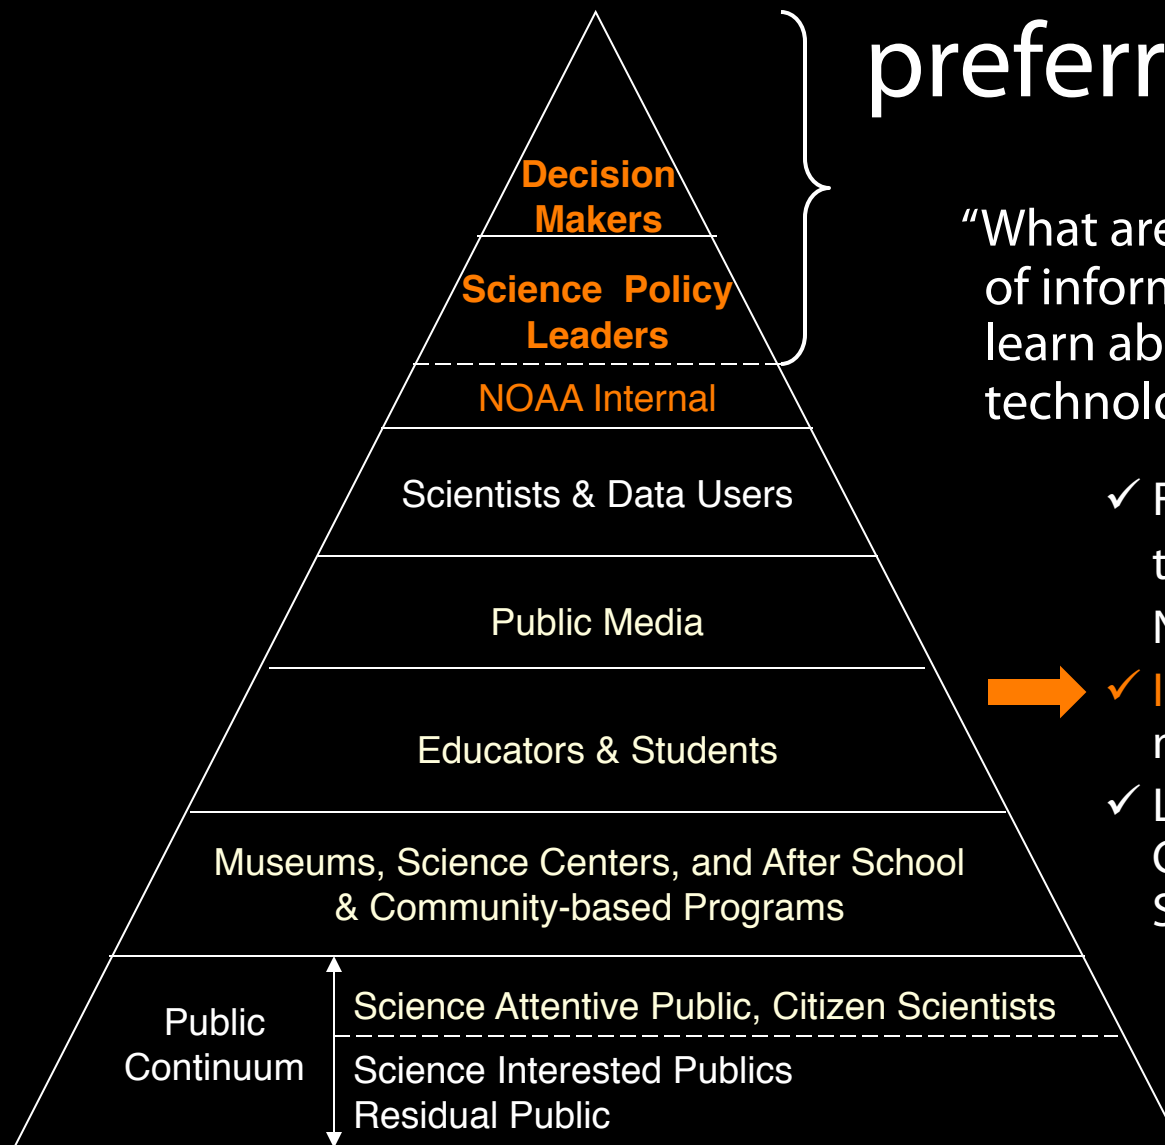 preferr
Decision
Makers
Science Policy
Leaders
NOAA Internal
Scientists & Data Users
Public Media
Educators & Students
Museums, Science Centers, and After School
& Community-based Programs
Public
Continuum
Science Attentive Public, Citizen Scientists
Science Interested Publics
Residual Public
“What are
of inform
learn ab
technolo
✓ F
t
N
✓ I
r
✓ L
S